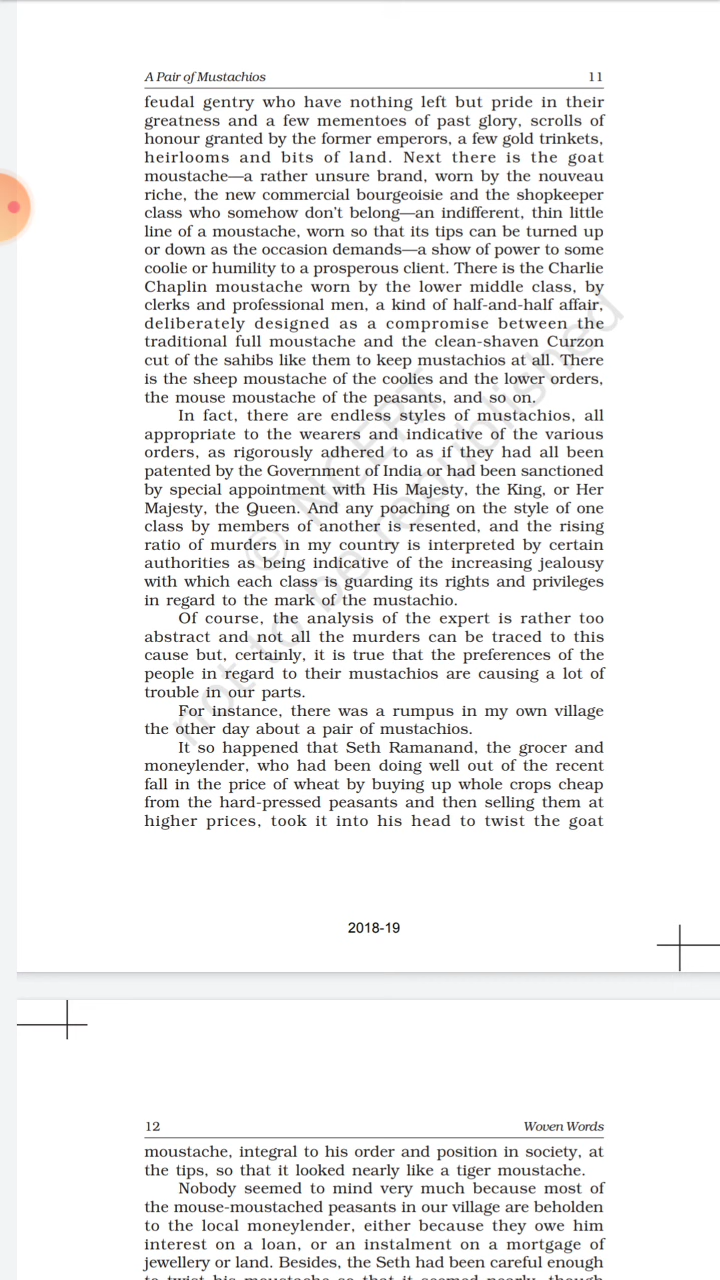 A Pair of Mustachios 11
feudal gentry who have nothing left but pride in their
greatness and a few mementoes of past glory, scrolls of
honour granted by the former emperors, a few gold trinkets,
heirlooms and bits of land. Next there is the goat
moustache—a rather unsure brand, worn by the nouveau
riche, the new commercial bourgeoisie and the shopkeeper
class who somehow don't belong—an indifferent, thin little
line of a moustache, worn so that its tips can be turned up
or down as the occasion demands—a show of power to some
coolie or humility to a prosperous client. There is the Charlie
Chaplin moustache worn by the lower middle class, by
clerks and professional men, a kind of half-and-half affair,
deliberately designed as a compromise between the
traditional full moustache and the clean-shaven Curzon
cut of the sahibs like them to keep mustachios at all. There
is the sheep moustache of the coolies and the lower orders,
the mouse moustache of the peasants, and so on.
In fact, there are endless styles of mustachios, all
appropriate to the wearers and indicative of the various
orders, as rigorously adhered to as if they had all been
patented by the Government of India or had been sanctioned
by special appointment with His Majesty, the King, or Her
Majesty, the Queen. And any poaching on the style of one
class by members of another is resented, and the rising
ratio of murders in my country is interpreted by certain
authorities as being indicative of the increasing jealousy
with which each class is guarding its rights and privileges
in regard to the mark of the mustachio.
Of course, the analysis of the expert is rather too
abstract and not all the murders can be traced to this
cause but, certainly, it is true that the preferences of the
people in regard to their mustachios are causing a lot of
trouble in our parts.
For instance, there was a rumpus in my own village
the other day about a pair of mustachios.
It so happened that Seth Ramanand, the grocer and
moneylender, who had been doing well out of the recent
fall in the price of wheat by buying up whole crops cheap
from the hard-pressed peasants and then selling them at
higher prices, took it into his head to twist the goat
© NCERT
not to be republished
2018-19
12 Woven Words
moustache, integral to his order and position in society, at
the tips, so that it looked nearly like a tiger moustache.
Nobody seemed to mind very much because most of
the mouse-moustached peasants in our village are beholden
to the local moneylender, either because they owe him
interest on a loan, or an instalment on a mortgage of
jewellery or land. Besides, the Seth had been careful enough
to twist his moustache so that it seemed nearly, though